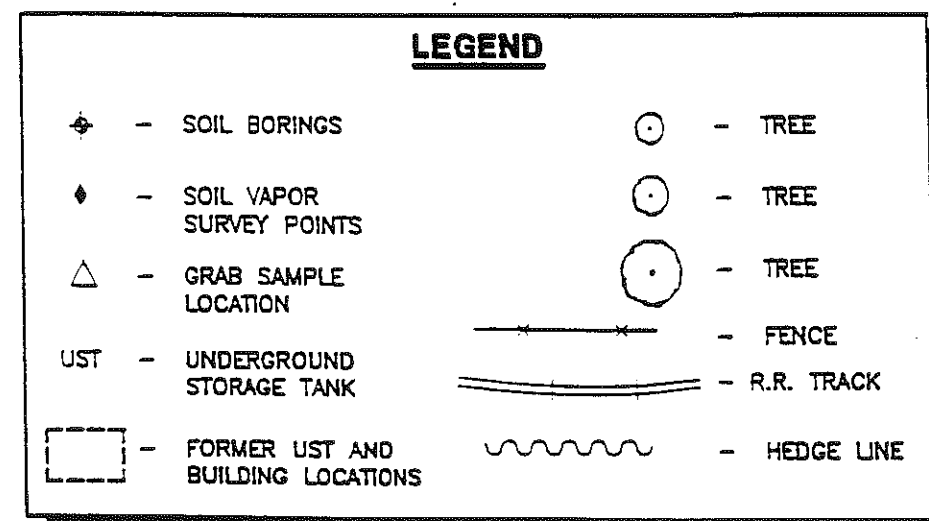 LEGEND
- SOIL BORINGS
- SOIL VAPOR
SURVEY POINTS
- GRAB SAMPLE
LOCATION
UST - UNDERGROUND
STORAGE TANK
- FORMER UST AND
BUILDING LOCATIONS
- TREE
- TREE
- TREE
- FENCE
- R.R. TRACK
- HEDGE LINE